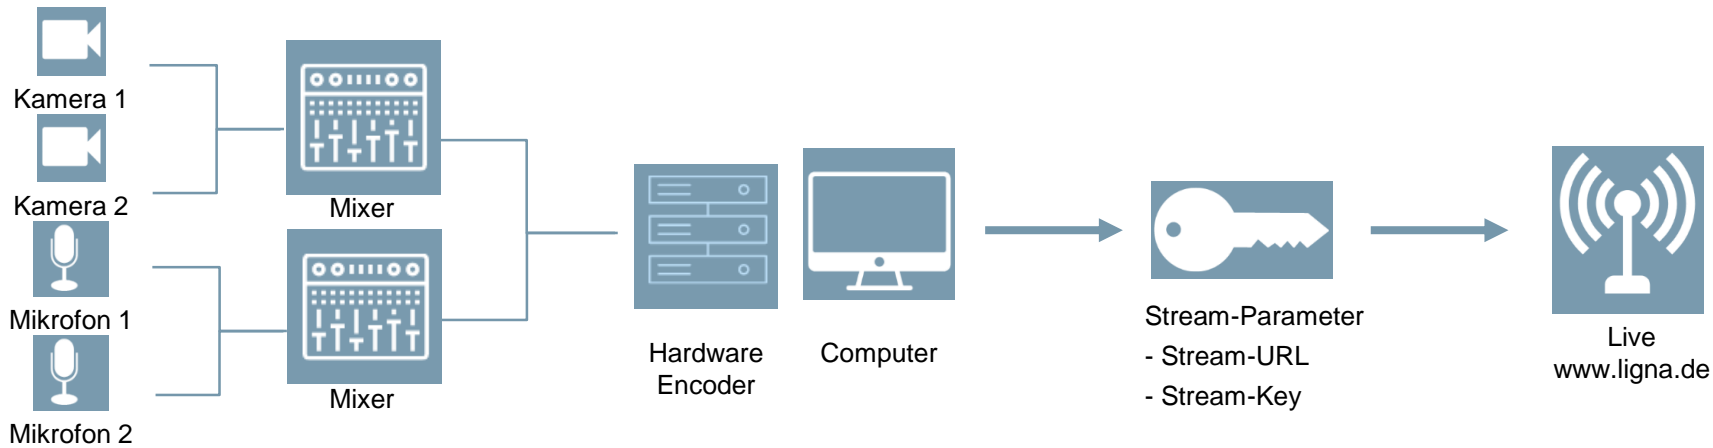 Kamera 1
Kamera 2
Mikrofon 1
Mikrofon 2
Mixer
Mixer
Hardware
Encoder
Computer
Stream-Parameter
- Stream-URL
- Stream-Key
Live
www.ligna.de